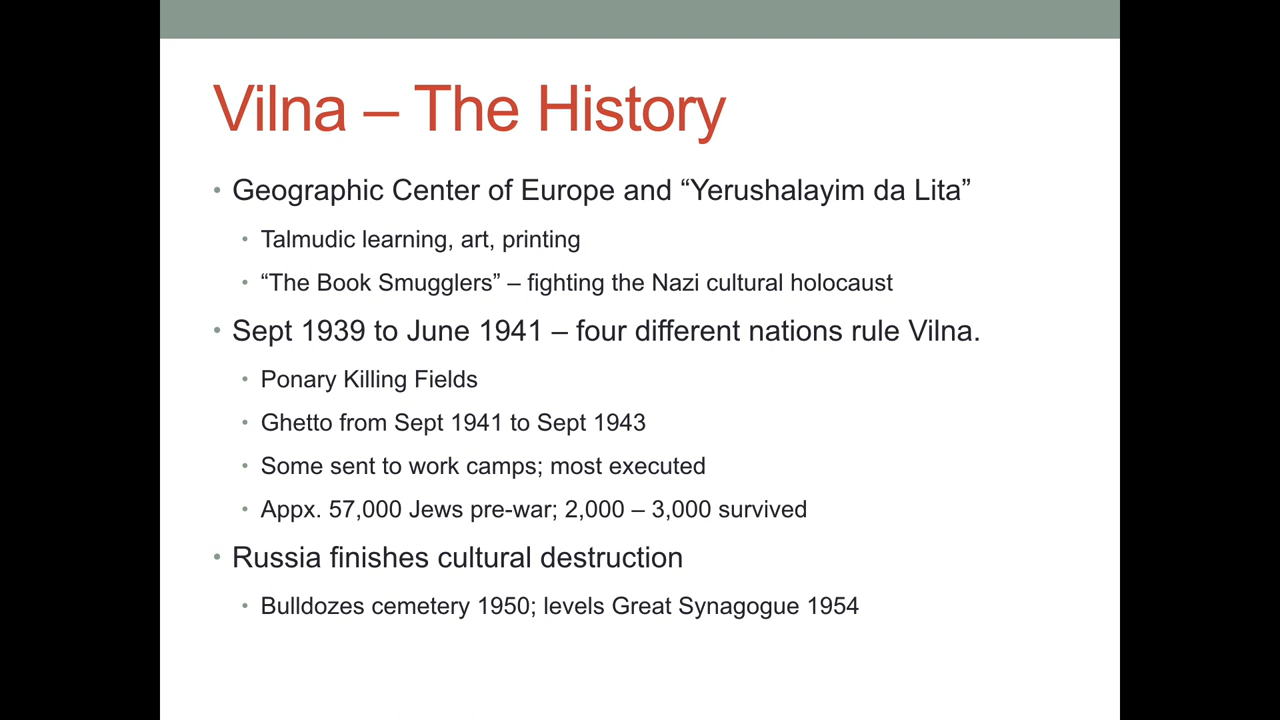 Vilna – The History
• Geographic Center of Europe and “Yerushalayim da Lita”
• Talmudic learning, art, printing
• “The Book Smugglers” – fighting the Nazi cultural holocaust
• Sept 1939 to June 1941 – four different nations rule Vilna.
• Ponary Killing Fields
• Ghetto from Sept 1941 to Sept 1943
• Some sent to work camps; most executed
• Appx. 57,000 Jews pre-war; 2,000 – 3,000 survived
• Russia finishes cultural destruction
• Bulldozes cemetery 1950; levels Great Synagogue 1954